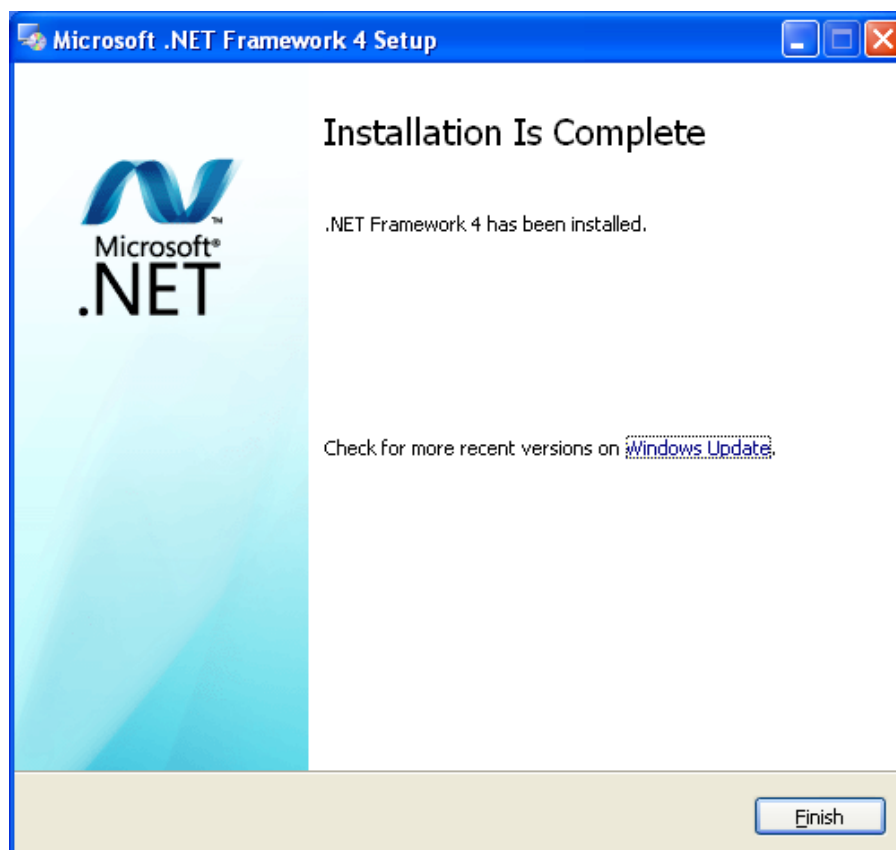 Microsoft .NET Framework 4 Setup
Installation Is Complete
.NET Framework 4 has been installed.
Microsoft®
.NET
™
Check for more recent versions on Windows Update.
Finish